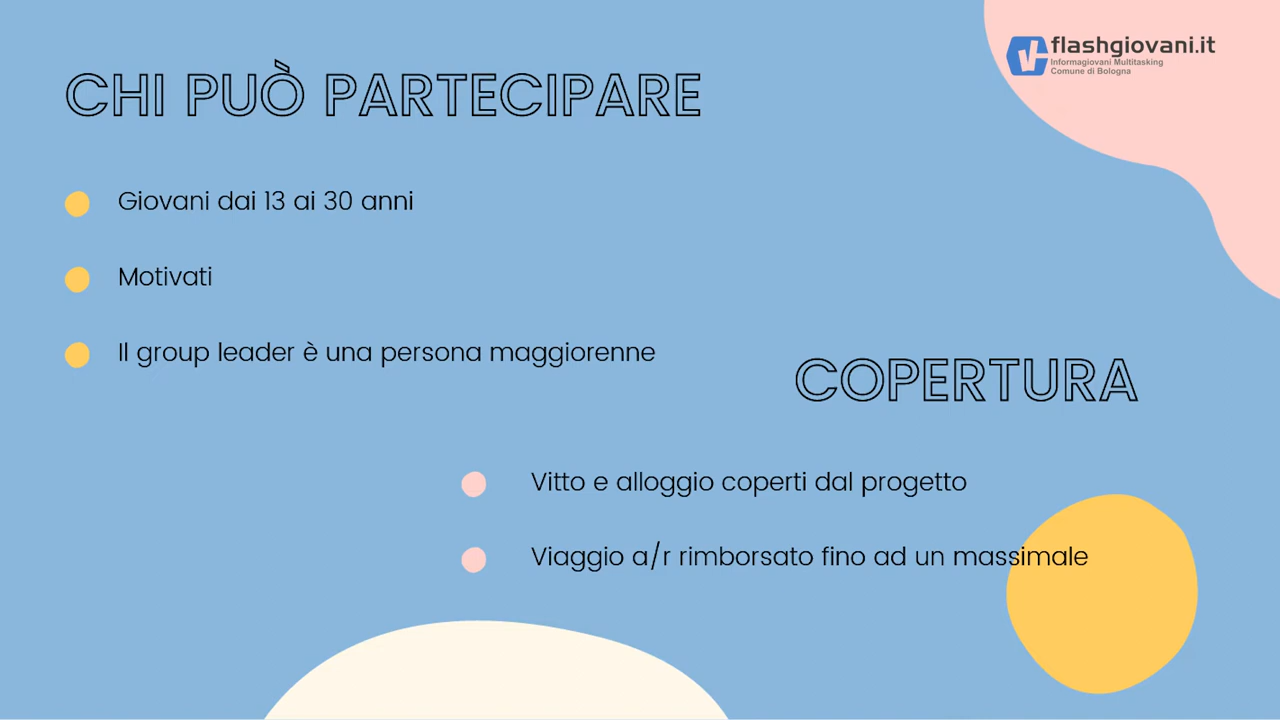 flashgiovani.it
Informagiovani Multitasking
Comune di Bologna
CHI PUÒ PARTECIPARE
Giovani dai 13 ai 30 anni
Motivati
Il group leader è una persona maggiorenne
COPERTURA
Vitto e alloggio coperti dal progetto
Viaggio a/r rimborsato fino ad un massimale